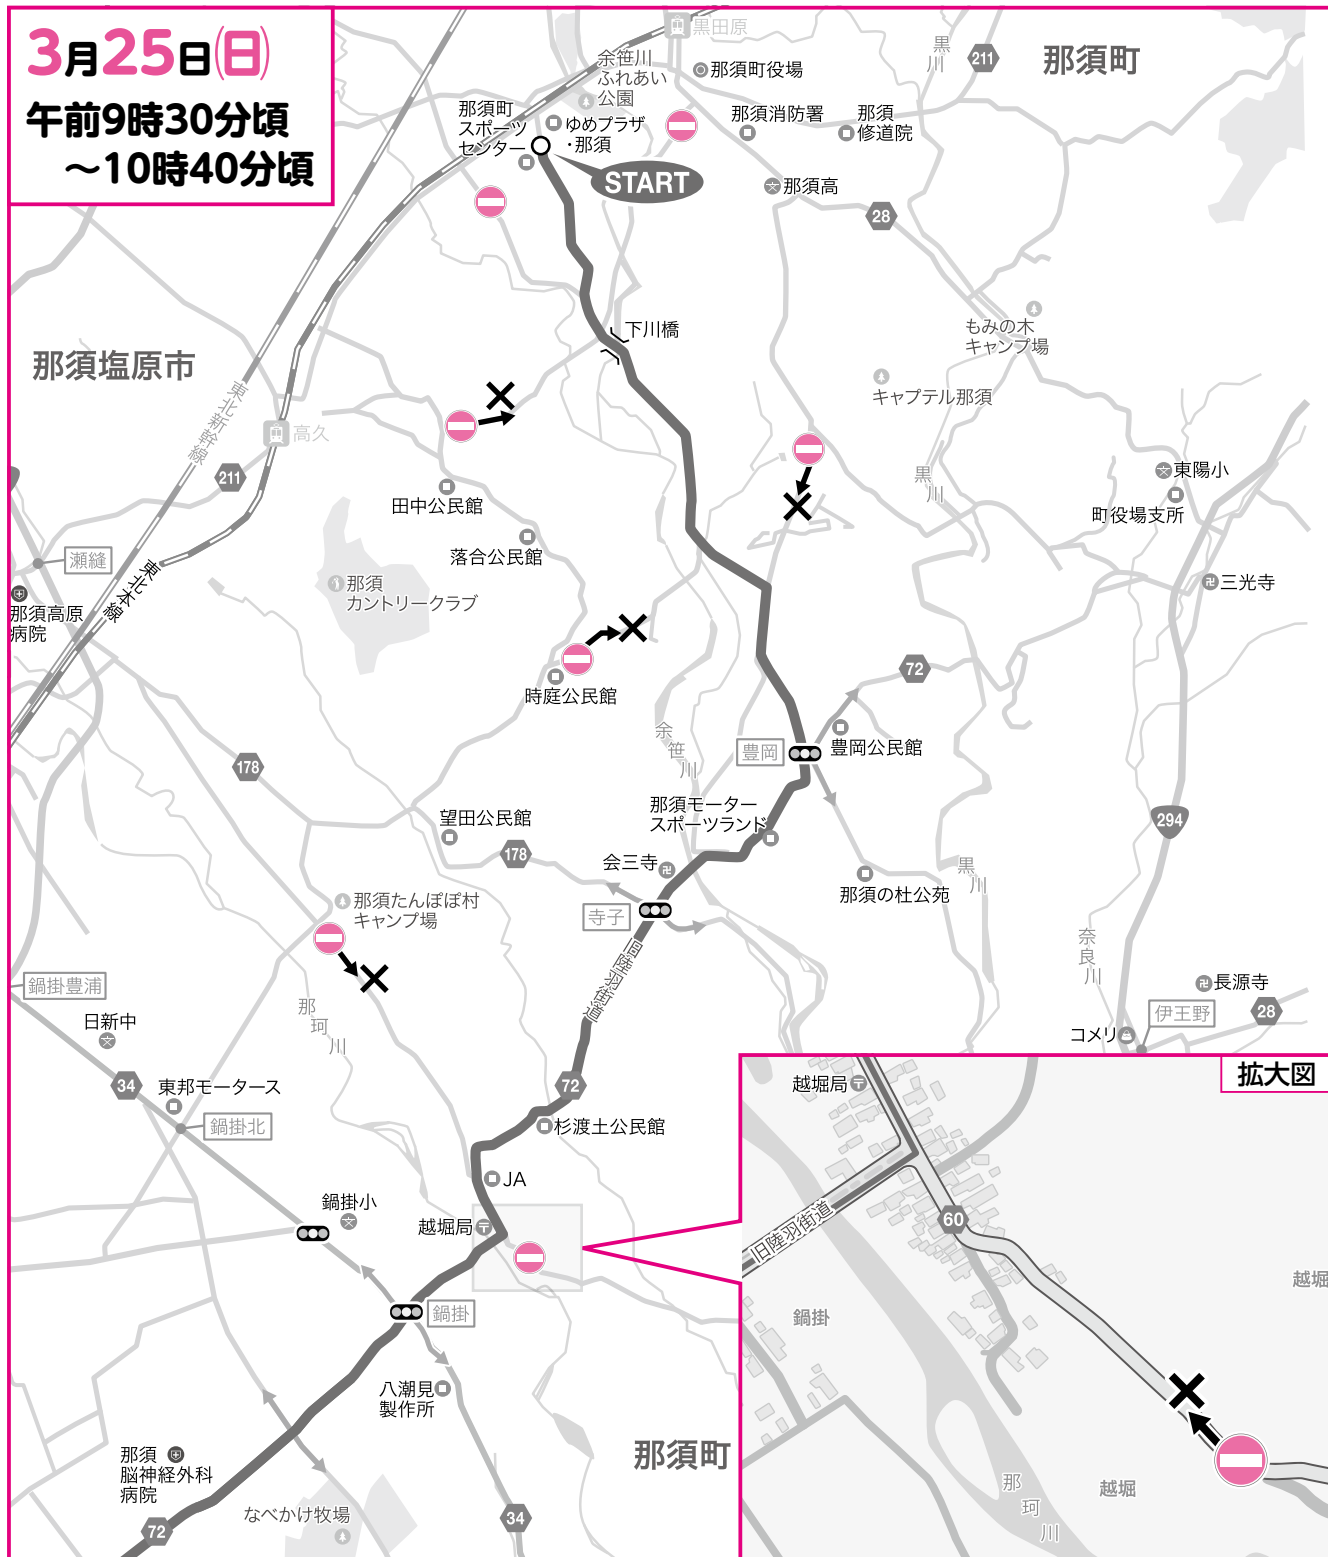 3月25日(日)
午前9時30分頃
～10時40分頃
黒田原
余笹川
ふれあい
公園
那須町役場
黒川
211
那須町
那須町
スポーツ
センター
ゆめプラザ
・那須
那須消防署
那須
修道院
START
那須高
28
下川橋
もみの木
キャンプ場
那須塩原市
東北新幹線
キャプテル那須
高久
211
黒川
東陽小
町役場支所
田中公民館
落合公民館
瀬縫
東北本線
那須
カントリークラブ
三光寺
那須高原
病院
時庭公民館
72
余笹川
豊岡
豊岡公民館
178
那須モーター
スポーツランド
望田公民館
294
178
会三寺
黒川
那須の杜公苑
那須たんぽぽ村
キャンプ場
寺子
旧陸羽街道
奈良川
鍋掛豊浦
長源寺
那珂川
伊王野
28
日新中
コメリ
34
東邦モータース
72
鍋掛北
杉渡土公民館
JA
鍋掛小
越堀局
鍋掛
八潮見
製作所
那須町
那須
脳神経外科
病院
なべかけ牧場
72
34
拡大図
越堀局
60
旧陸羽街道
越堀
鍋掛
越堀
那珂川